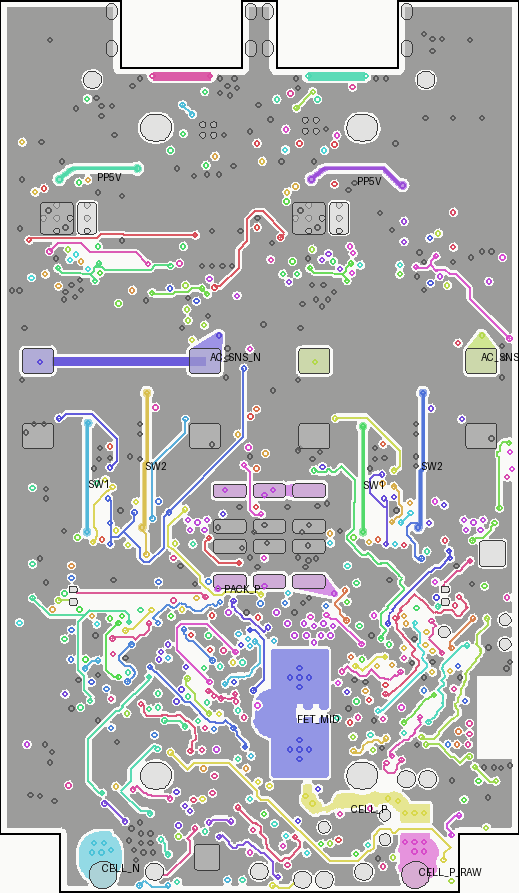 PP5V
PP5V
AC_SNS_N
AC_SNS
SW2
SW2
SW1
SW1
PACK_P
FET_MID
CELL_P
CELL_N
CELL_P_RAW